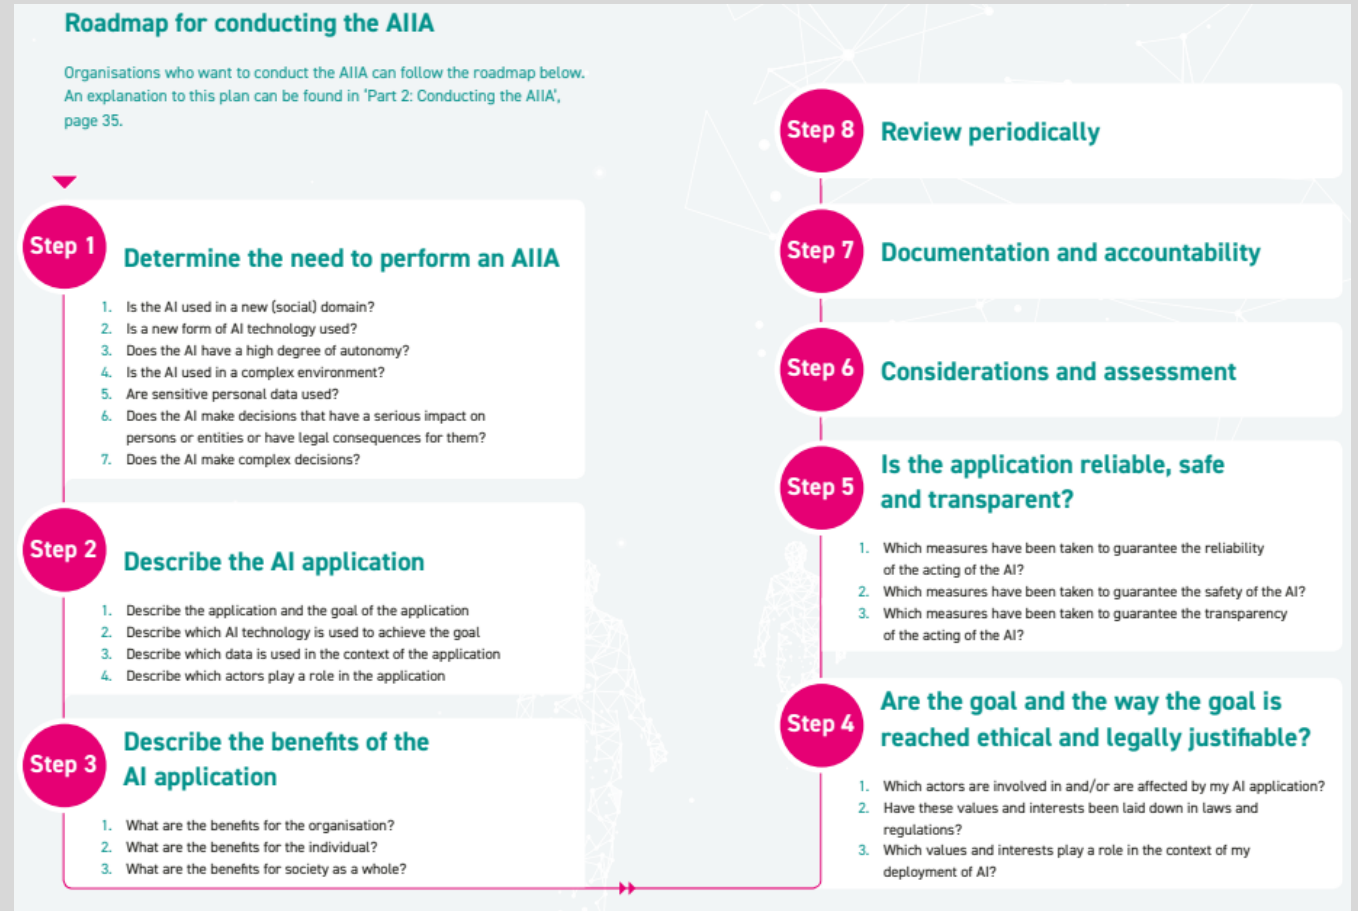 Roadmap for conducting the AIIA
Organisations who want to conduct the AIIA can follow the roadmap below.
An explanation to this plan can be found in 'Part 2: Conducting the AIIA',
page 35.
Step 1
Determine the need to perform an AIIA
1. Is the AI used in a new (social) domain?
2. Is a new form of AI technology used?
3. Does the AI have a high degree of autonomy?
4. Is the AI used in a complex environment?
5. Are sensitive personal data used?
6. Does the AI make decisions that have a serious impact on
persons or entities or have legal consequences for them?
7. Does the AI make complex decisions?
Step 2
Describe the AI application
1. Describe the application and the goal of the application
2. Describe which AI technology is used to achieve the goal
3. Describe which data is used in the context of the application
4. Describe which actors play a role in the application
Step 3
Describe the benefits of the
AI application
1. What are the benefits for the organisation?
2. What are the benefits for the individual?
3. What are the benefits for society as a whole?
Step 4
Are the goal and the way the goal is
reached ethical and legally justifiable?
1. Which actors are involved in and/or are affected by my AI application?
2. Have these values and interests been laid down in laws and
regulations?
3. Which values and interests play a role in the context of my
deployment of AI?
Step 5
Is the application reliable, safe
and transparent?
1. Which measures have been taken to guarantee the reliability
of the acting of the AI?
2. Which measures have been taken to guarantee the safety of the AI?
3. Which measures have been taken to guarantee the transparency
of the acting of the AI?
Step 6
Considerations and assessment
Step 7
Documentation and accountability
Step 8
Review periodically